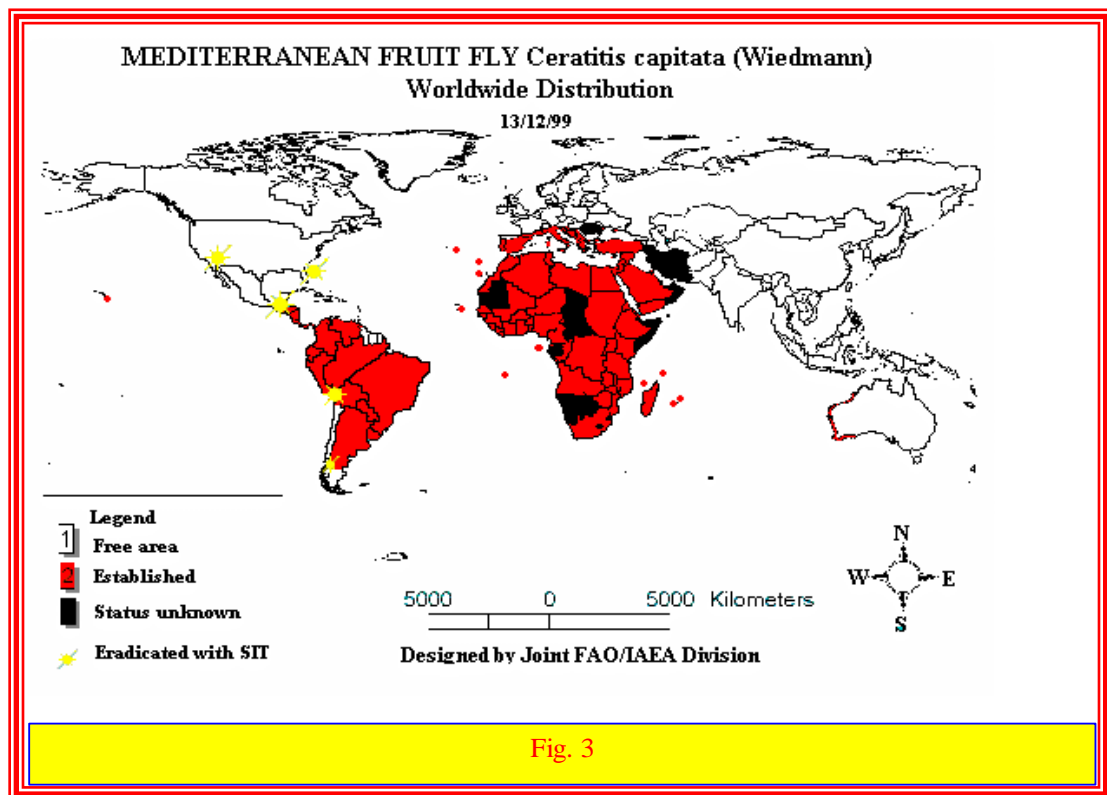 MEDITERRANEAN FRUIT FLY Ceratitis capitata (Wiedmann)
Worldwide Distribution
13/12/99
Legend
1 Free area
2 Established
Status unknown
Eradicated with SIT
5000 0 5000 Kilometers
Designed by Joint FAO/IAEA Division
N
W E
S
Fig. 3